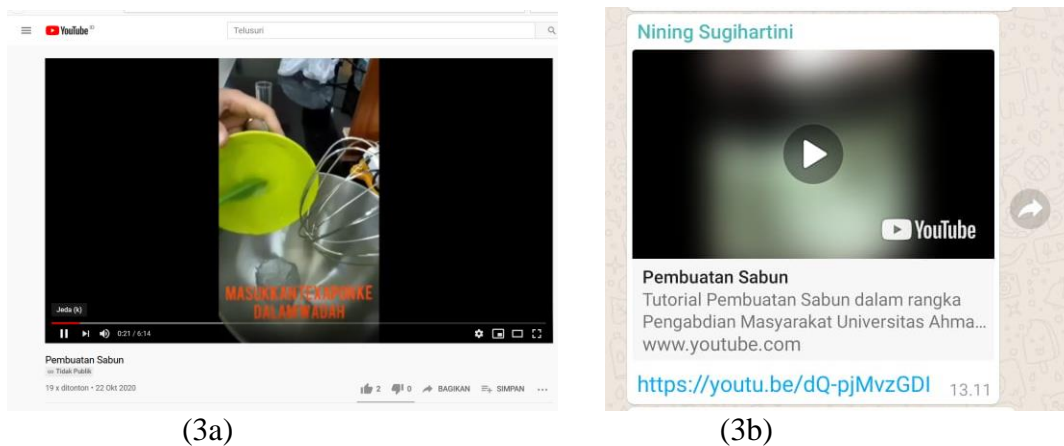 YouTube ID
Telusuri
MASUKKAN TEXAPON KE
DALAM WADAH
Jeda (k)
0:21 / 6:14
Pembuatan Sabun
Tidak Publik
19 x ditonton • 22 Okt 2020
2
0
BAGIKAN
SIMPAN
(3a)
Nining Sugihartini
YouTube
Pembuatan Sabun
Tutorial Pembuatan Sabun dalam rangka
Pengabdian Masyarakat Universitas Ahma...
www.youtube.com
https://youtu.be/dQ-pjMvzGDI
13.11
(3b)